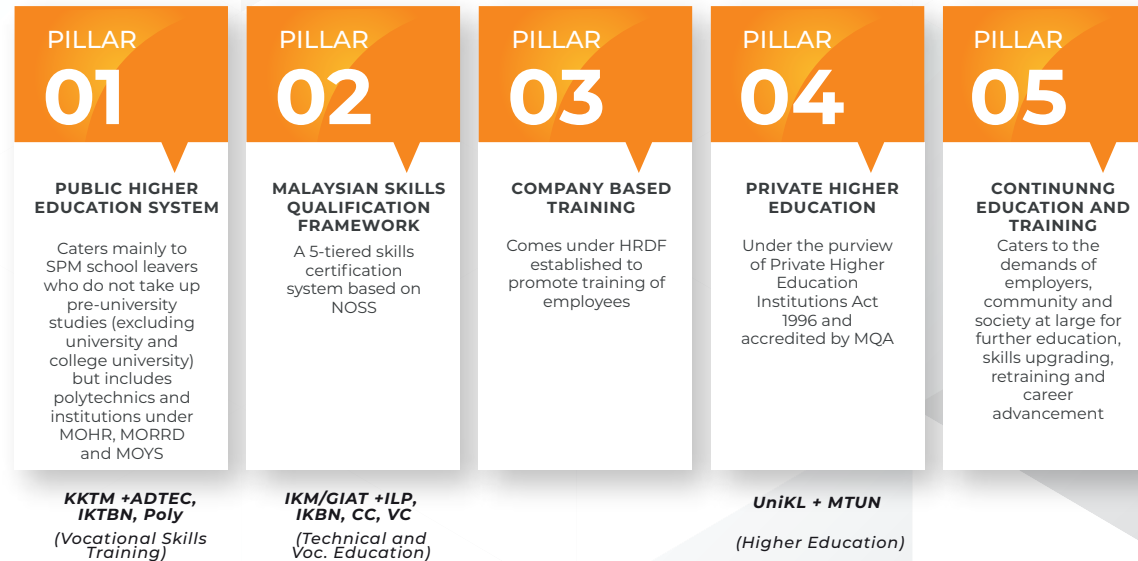 PILLAR
01
PUBLIC HIGHER
EDUCATION SYSTEM
Caters mainly to
SPM school leavers
who do not take up
pre-university
studies (excluding
university and
college university)
but includes
polytechnics and
institutions under
MOHR, MORRD
and MOYS
KKTM +ADTEC,
IKTBN, Poly
(Vocational Skills
Training)
PILLAR
02
MALAYSIAN SKILLS
QUALIFICATION
FRAMEWORK
A 5-tiered skills
certification
system based on
NOSS
IKM/GIAT +ILP,
IKBN, CC, VC
(Technical and
Voc. Education)
PILLAR
03
COMPANY BASED
TRAINING
Comes under HRDF
established to
promote training of
employees
PILLAR
04
PRIVATE HIGHER
EDUCATION
Under the purview
of Private Higher
Education
Institutions Act
1996 and
accredited by MQA
UniKL + MTUN
(Higher Education)
PILLAR
05
CONTINUNNG
EDUCATION AND
TRAINING
Caters to the
demands of
employers,
community and
society at large for
further education,
skills upgrading,
retraining and
career
advancement